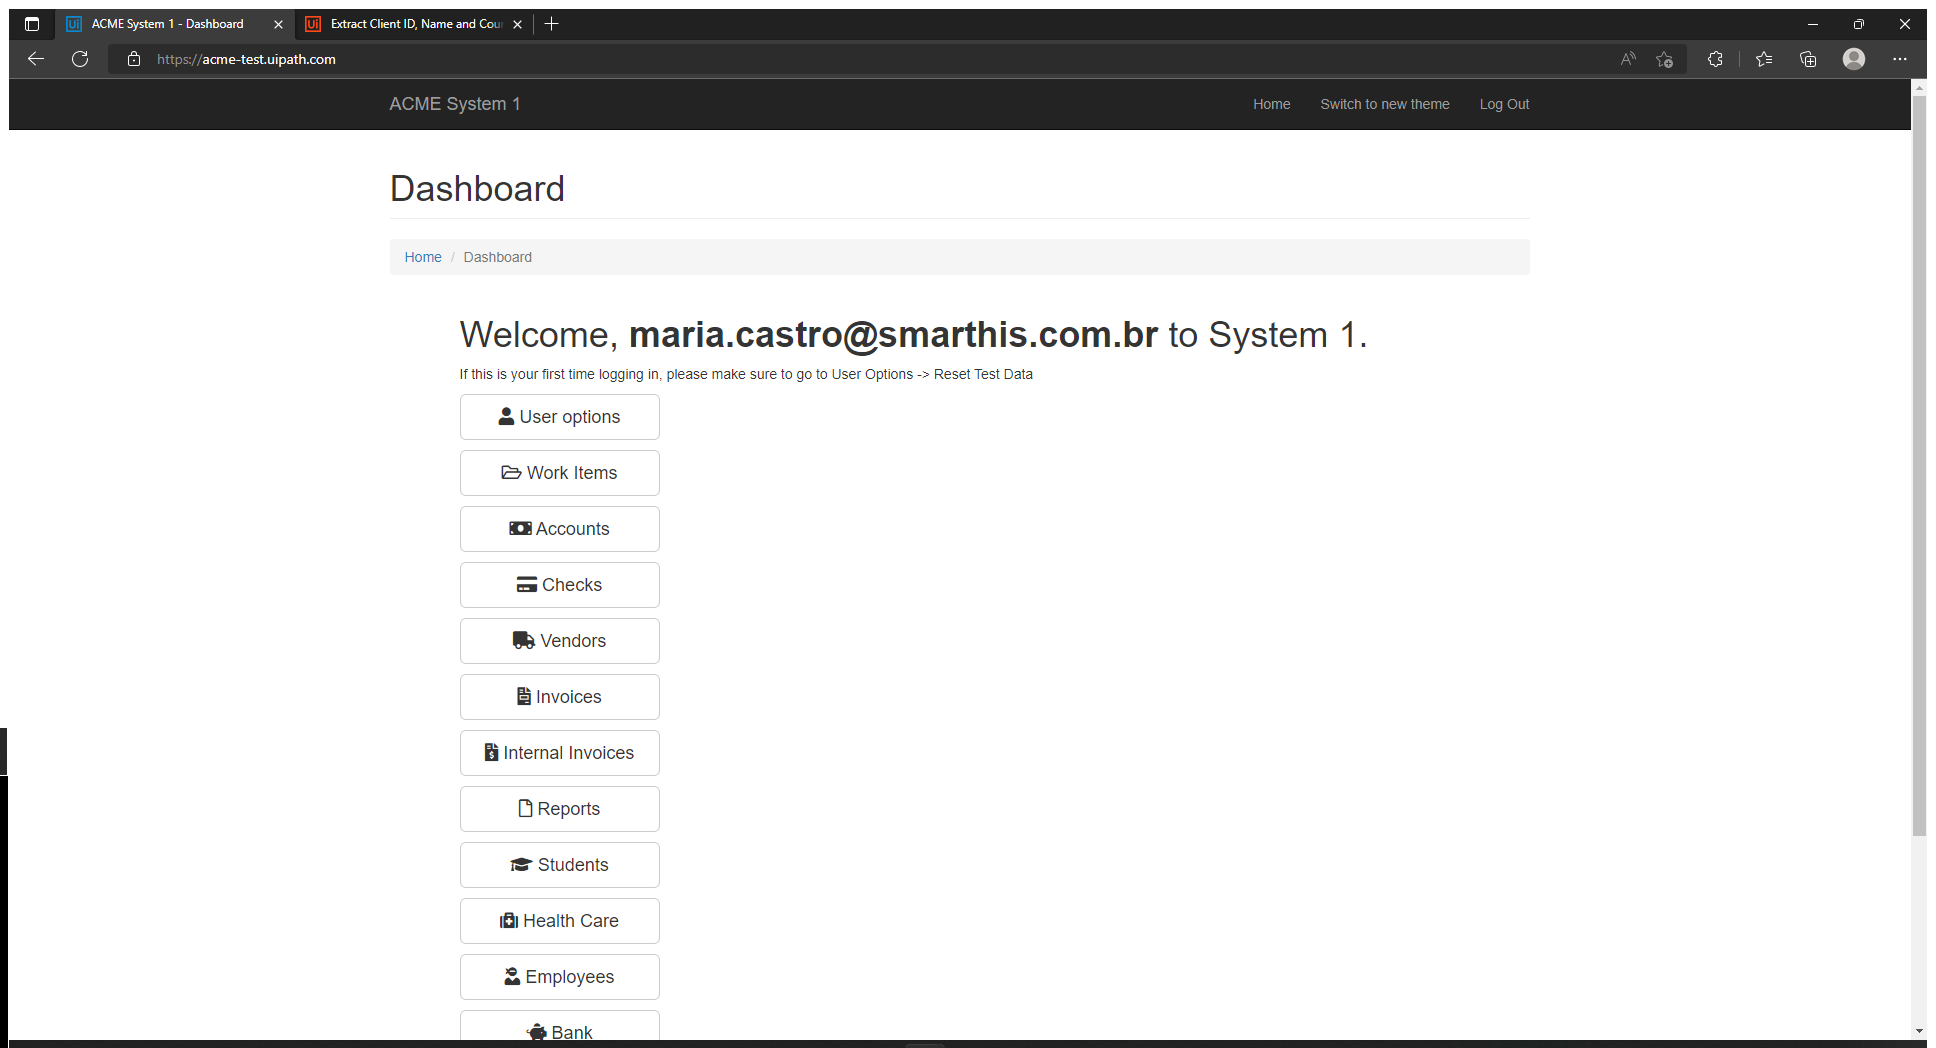 ACME System 1 - Dashboard
Extract Client ID, Name and Cou
https://acme-test.uipath.com
ACME System 1
Home
Switch to new theme
Log Out
Dashboard
Home / Dashboard
Welcome, maria.castro@smarthis.com.br to System 1.
If this is your first time logging in, please make sure to go to User Options -> Reset Test Data
User options
Work Items
Accounts
Checks
Vendors
Invoices
Internal Invoices
Reports
Students
Health Care
Employees
Bank